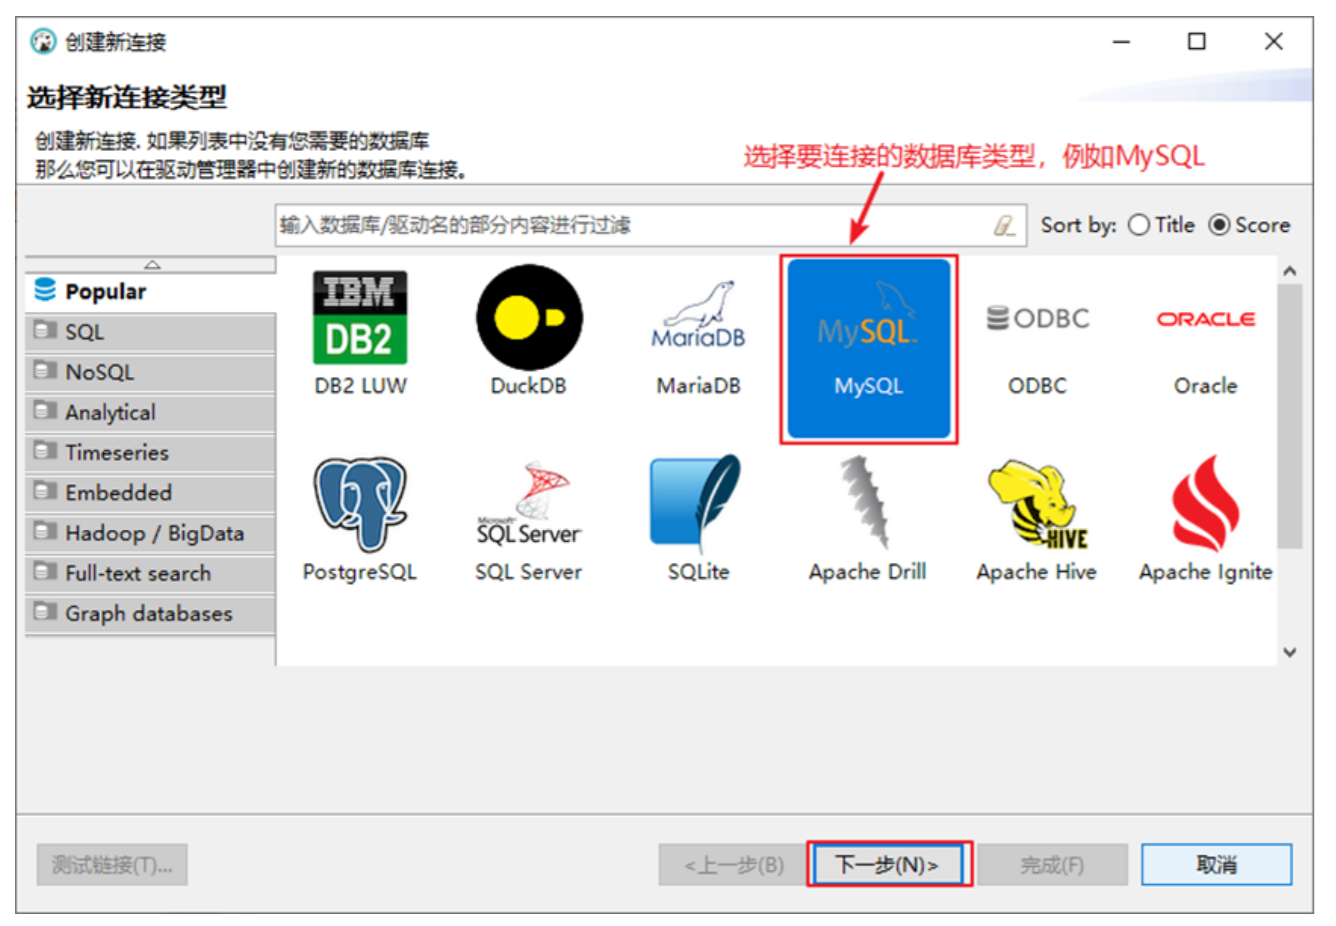 创建新连接
选择新连接类型
创建新连接. 如果列表中没有您需要的数据库
那么您可以在驱动管理器中创建新的数据库连接。
选择要连接的数据库类型，例如MySQL
输入数据库/驱动名的部分内容进行过滤
Sort by: Title Score
Popular
SQL
NoSQL
Analytical
Timeseries
Embedded
Hadoop / BigData
Full-text search
Graph databases
IBM
DB2
MariaDB
MySQL
ODBC
ORACLE
DB2 LUW
DuckDB
MariaDB
MySQL
ODBC
Oracle
Microsoft
SQL Server
HIVE
PostgreSQL
SQL Server
SQLite
Apache Drill
Apache Hive
Apache Ignite
测试链接(T)...
<上一步(B)
下一步(N)>
完成(F)
取消